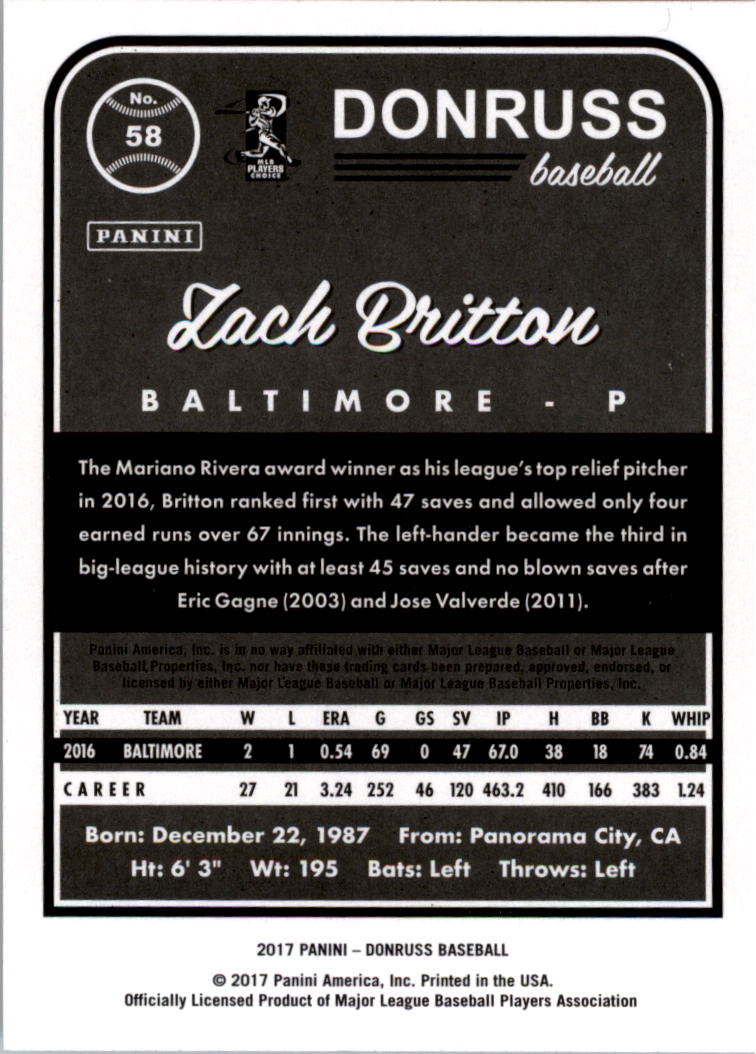 No.
58
MLB
PLAYERS
CHOICE
DONRUSS
baseball
PANINI
Zach Britton
BALTIMORE - P
The Mariano Rivera award winner as his league's top relief pitcher
in 2016, Britton ranked first with 47 saves and allowed only four
earned runs over 67 innings. The left-hander became the third in
big-league history with at least 45 saves and no blown saves after
Eric Gagne (2003) and Jose Valverde (2011).
Panini America, Inc. is in no way affiliated with either Major League Baseball or Major League
Baseball Properties, Inc. nor have these trading cards been prepared, approved, endorsed, or
licensed by either Major League Baseball or Major League Baseball Properties, Inc.
YEAR TEAM W L ERA G GS SV IP H BB K WHIP
2016 BALTIMORE 2 1 0.54 69 0 47 67.0 38 18 74 0.84
CAREER 27 21 3.24 252 46 120 463.2 410 166 383 1.24
Born: December 22, 1987 From: Panorama City, CA
Ht: 6' 3" Wt: 195 Bats: Left Throws: Left
2017 PANINI – DONRUSS BASEBALL
© 2017 Panini America, Inc. Printed in the USA.
Officially Licensed Product of Major League Baseball Players Association